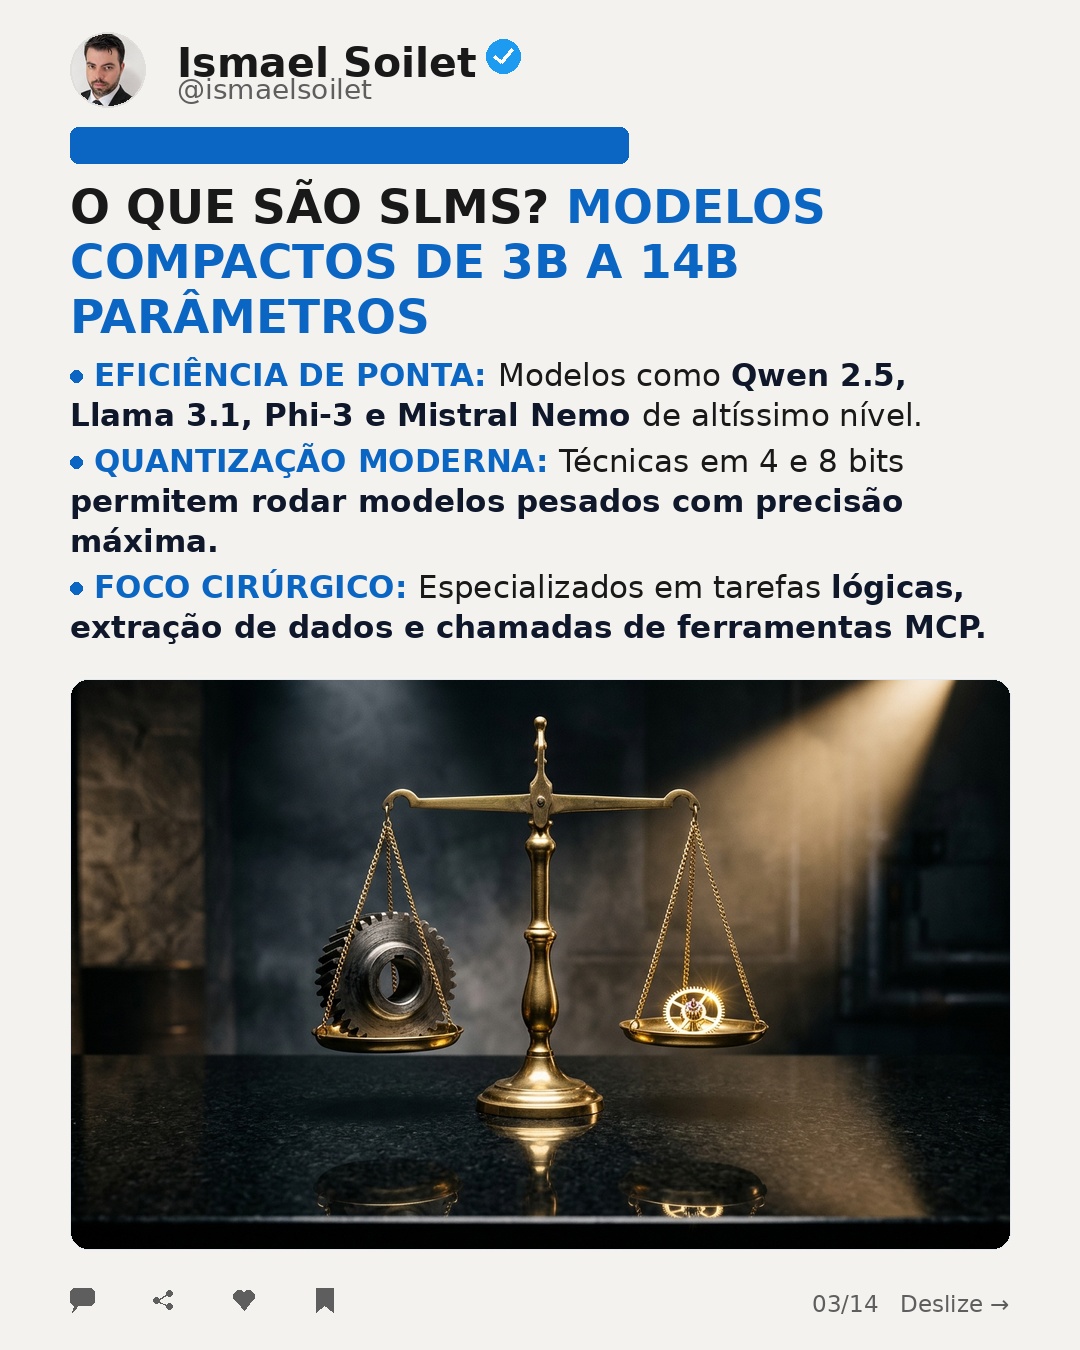 Ismael Soilet
@ismaelsoilet
O QUE SÃO SLMS? MODELOS
COMPACTOS DE 3B A 14B
PARÂMETROS
• EFICIÊNCIA DE PONTA: Modelos como Qwen 2.5,
Llama 3.1, Phi-3 e Mistral Nemo de altíssimo nível.
• QUANTIZAÇÃO MODERNA: Técnicas em 4 e 8 bits
permitem rodar modelos pesados com precisão
máxima.
• FOCO CIRÚRGICO: Especializados em tarefas lógicas,
extração de dados e chamadas de ferramentas MCP.
03/14 Deslize →